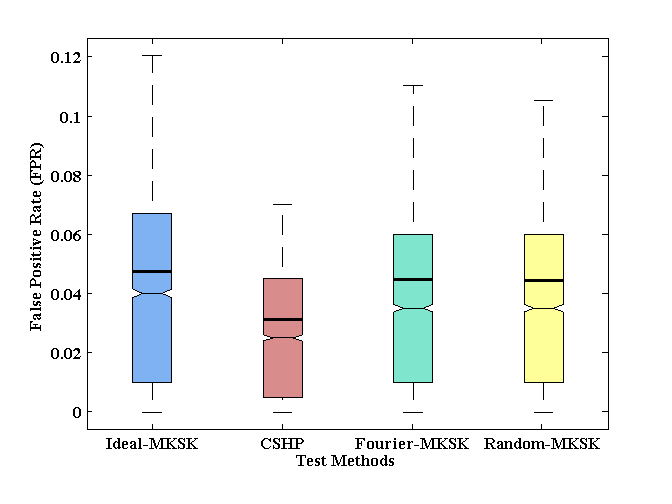 False Positive Rate (FPR)
0.12
0.1
0.08
0.06
0.04
0.02
0
Ideal-MKSK CSHP Fourier-MKSK Random-MKSK
Test Methods